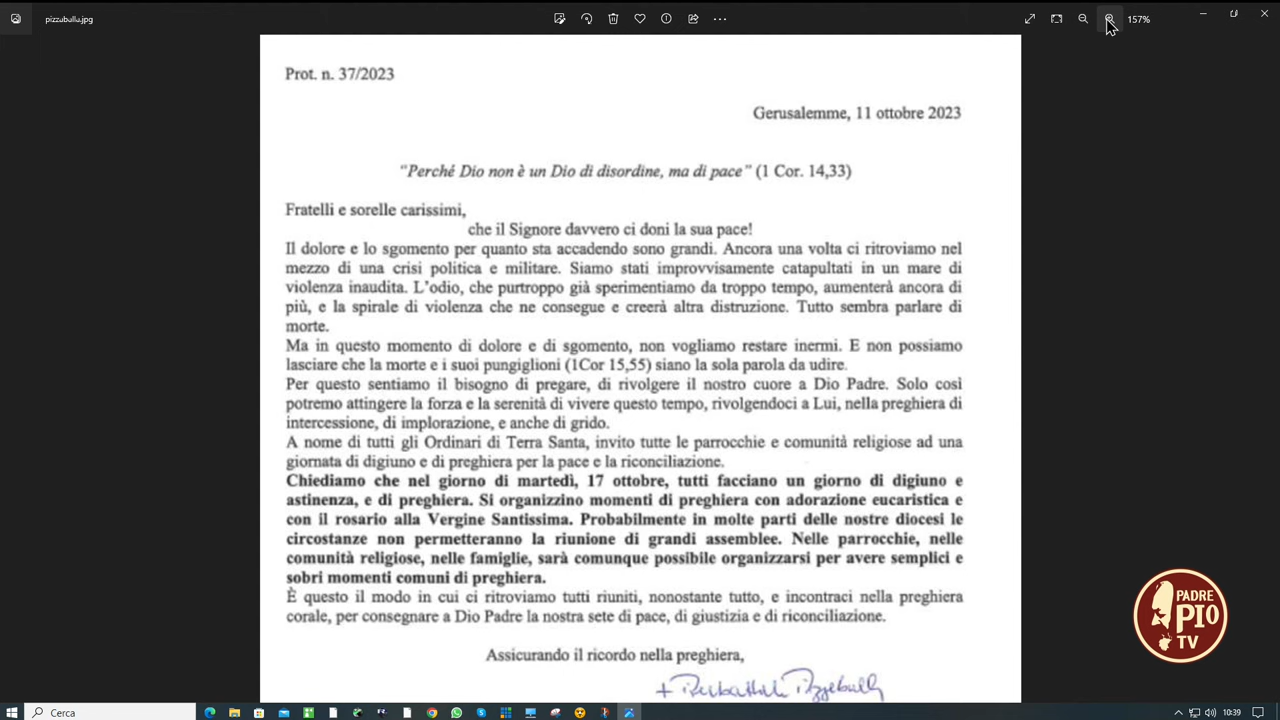 pizzaballa.jpg
157%
Prot. n. 37/2023
Gerusalemme, 11 ottobre 2023
“Perché Dio non è un Dio di disordine, ma di pace” (1 Cor. 14,33)
Fratelli e sorelle carissimi,
che il Signore davvero ci doni la sua pace!
Il dolore e lo sgomento per quanto sta accadendo sono grandi. Ancora una volta ci ritroviamo nel
mezzo di una crisi politica e militare. Siamo stati improvvisamente catapultati in un mare di
violenza inaudita. L’odio, che purtroppo già sperimentiamo da troppo tempo, aumenterà ancora di
più, e la spirale di violenza che ne consegue e creerà altra distruzione. Tutto sembra parlare di
morte.
Ma in questo momento di dolore e di sgomento, non vogliamo restare inermi. E non possiamo
lasciare che la morte e i suoi pungiglioni (1Cor 15,55) siano la sola parola da udire.
Per questo sentiamo il bisogno di pregare, di rivolgere il nostro cuore a Dio Padre. Solo così
potremo attingere la forza e la serenità di vivere questo tempo, rivolgendoci a Lui, nella preghiera di
intercessione, di implorazione, e anche di grido.
A nome di tutti gli Ordinari di Terra Santa, invito tutte le parrocchie e comunità religiose ad una
giornata di digiuno e di preghiera per la pace e la riconciliazione.
Chiediamo che nel giorno di martedì, 17 ottobre, tutti facciano un giorno di digiuno e
astinenza, e di preghiera. Si organizzino momenti di preghiera con adorazione eucaristica e
con il rosario alla Vergine Santissima. Probabilmente in molte parti delle nostre diocesi le
circostanze non permetteranno la riunione di grandi assemblee. Nelle parrocchie, nelle
comunità religiose, nelle famiglie, sarà comunque possibile organizzarsi per avere semplici e
sobri momenti comuni di preghiera.
È questo il modo in cui ci ritroviamo tutti riuniti, nonostante tutto, e incontraci nella preghiera
corale, per consegnare a Dio Padre la nostra sete di pace, di giustizia e di riconciliazione.
Assicurando il ricordo nella preghiera,
PADRE
PIO
TV
Cerca
10:39